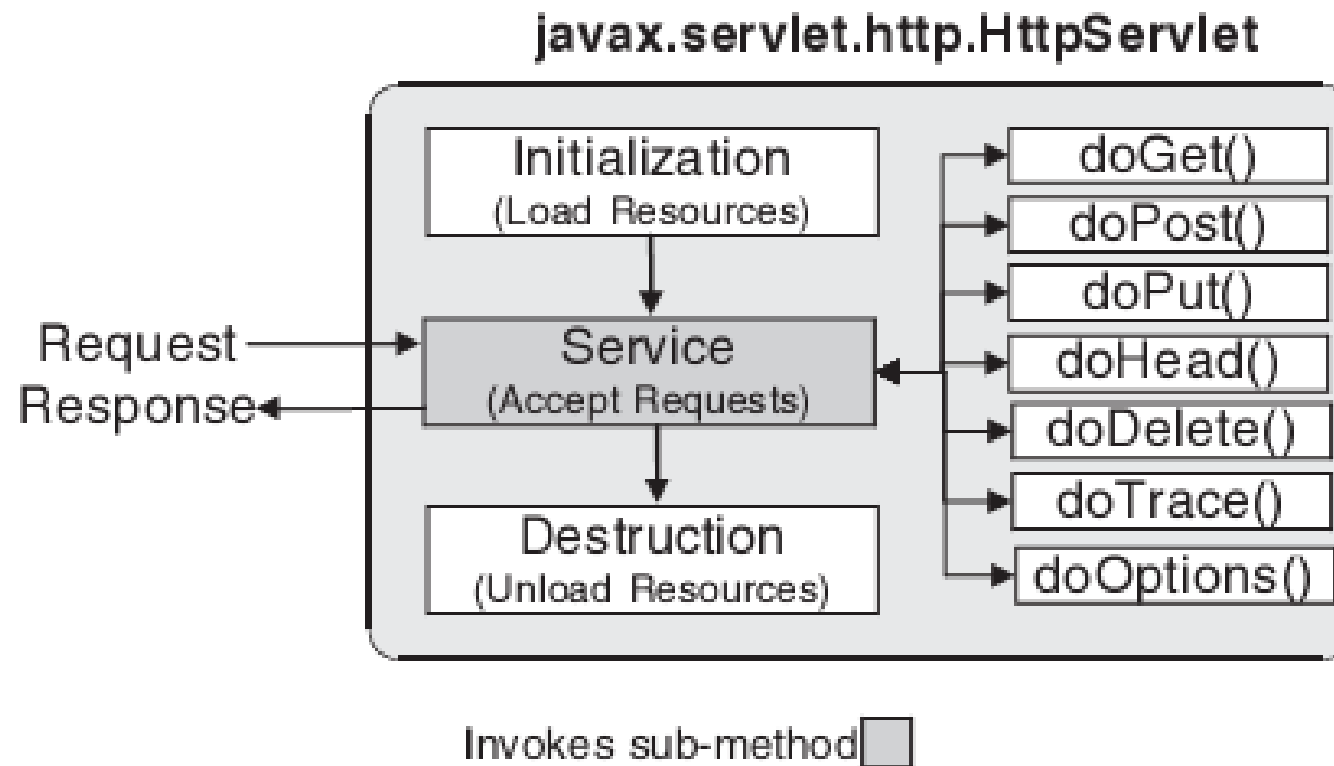 javax.servlet.http.HttpServlet
Initialization
(Load Resources)
Request
Response
Service
(Accept Requests)
Destruction
(Unload Resources)
doGet()
doPost()
doPut()
doHead()
doDelete()
doTrace()
doOptions()
Invokes sub-method